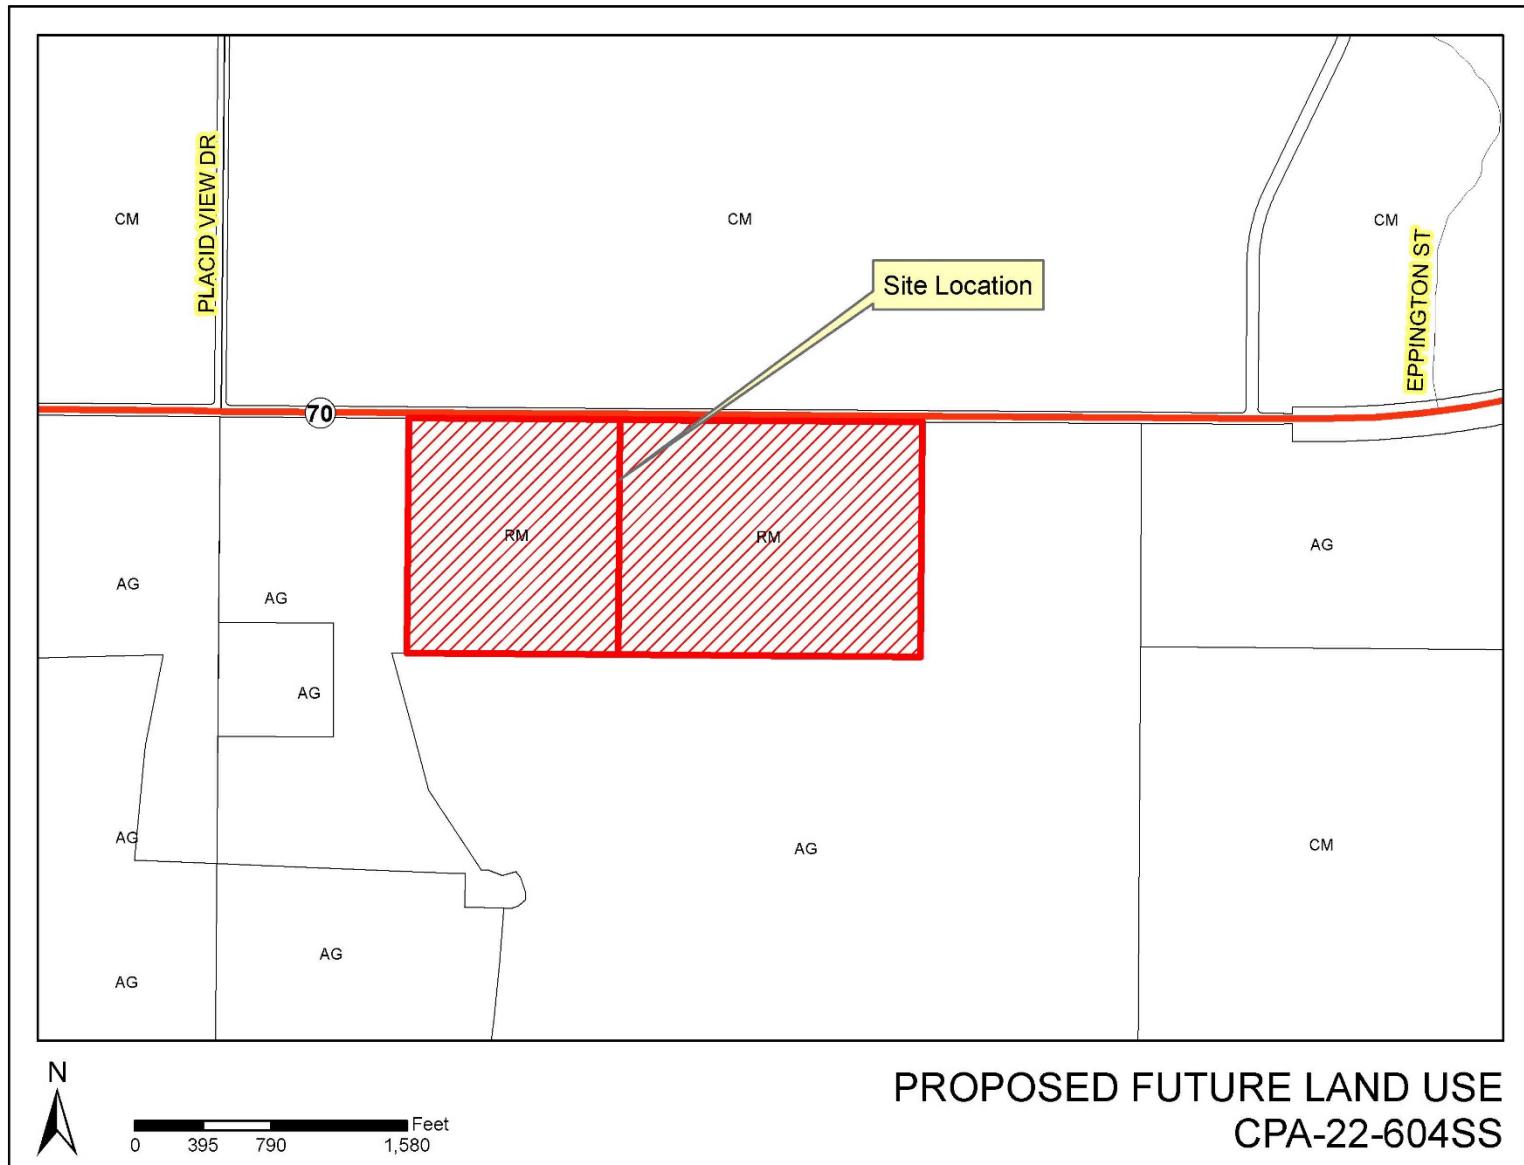 PLACID VIEW DR
CM
CM
CM
EPPINGTON ST
Site Location
70
RM
RM
AG
AG
AG
AG
AG
AG
CM
AG
AG
N
Feet
0 395 790 1,580
PROPOSED FUTURE LAND USE
CPA-22-604SS